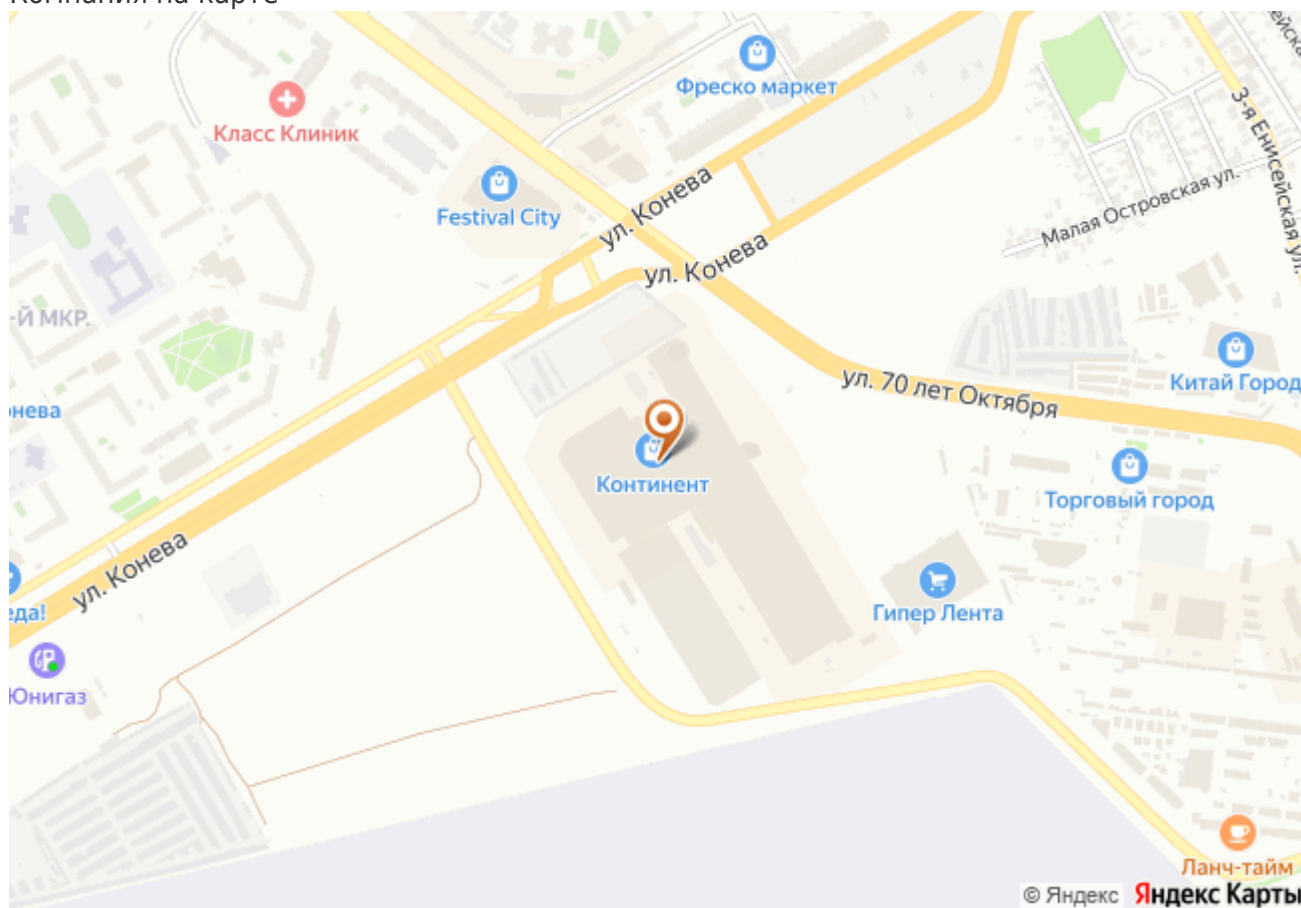 Компания на карте
Фреско маркет
Класс Клиник
3-я Енисейская ул.
Festival City
ул. Конева
Малая Островская ул.
ул. Конева
-Й МКР.
Китай Город
ул. 70 лет Октября
нева
Континент
Торговый город
ул. Конева
Гипер Лента
еда!
Юнигаз
Ланч-тайм
© Яндекс Яндекс Карты